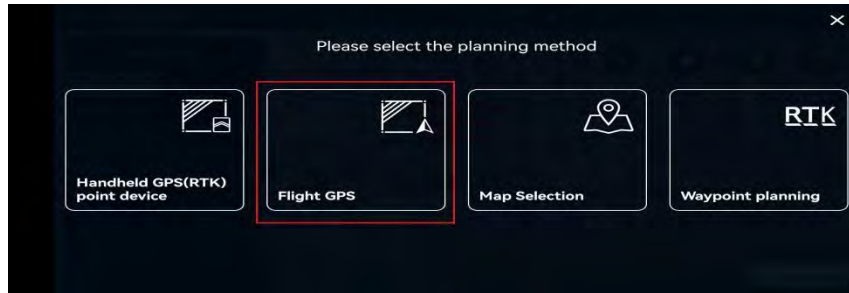 Please select the planning method
RTK
Handheld GPS(RTK)
point device
Flight GPS
Map Selection
Waypoint planning